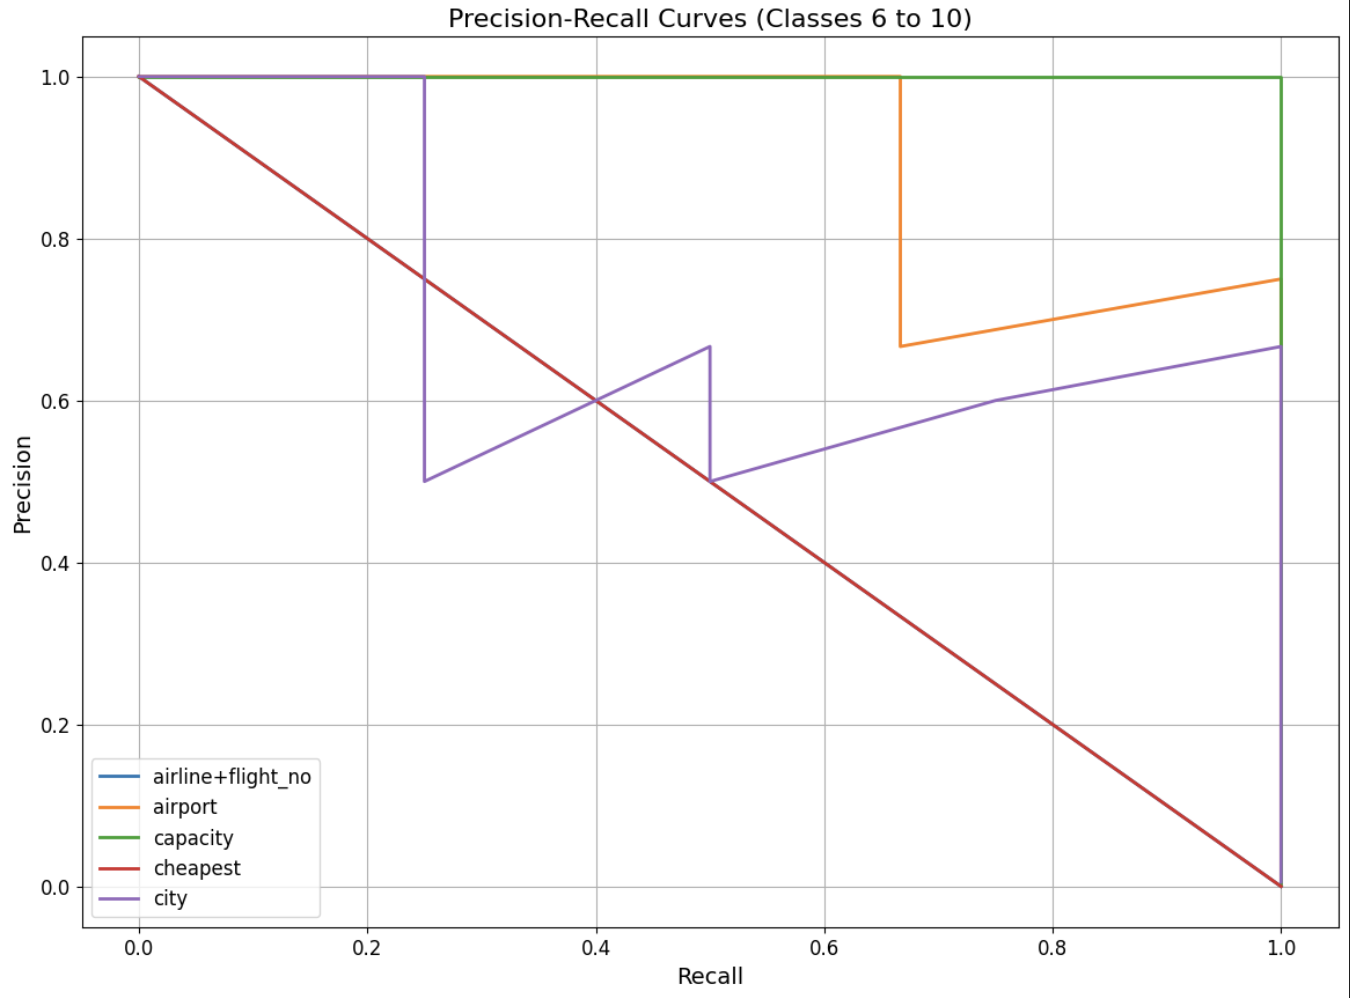 Precision-Recall Curves (Classes 6 to 10)
1.0
0.8
0.6
0.4
0.2
0.0
Precision
airline+flight_no
airport
capacity
cheapest
city
0.0 0.2 0.4 0.6 0.8 1.0
Recall